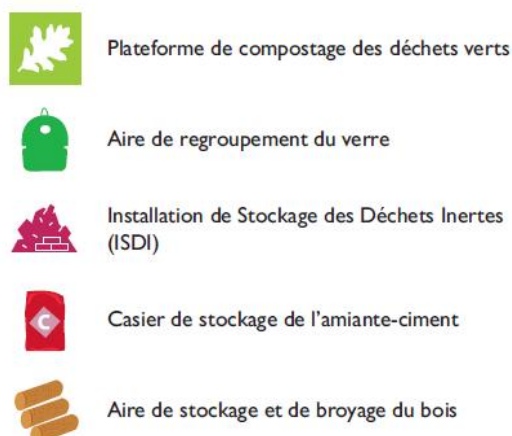 Plateforme de compostage des déchets verts
Aire de regroupement du verre
Installation de Stockage des Déchets Inertes
(ISDI)
C
Casier de stockage de l'amiante-ciment
Aire de stockage et de broyage du bois